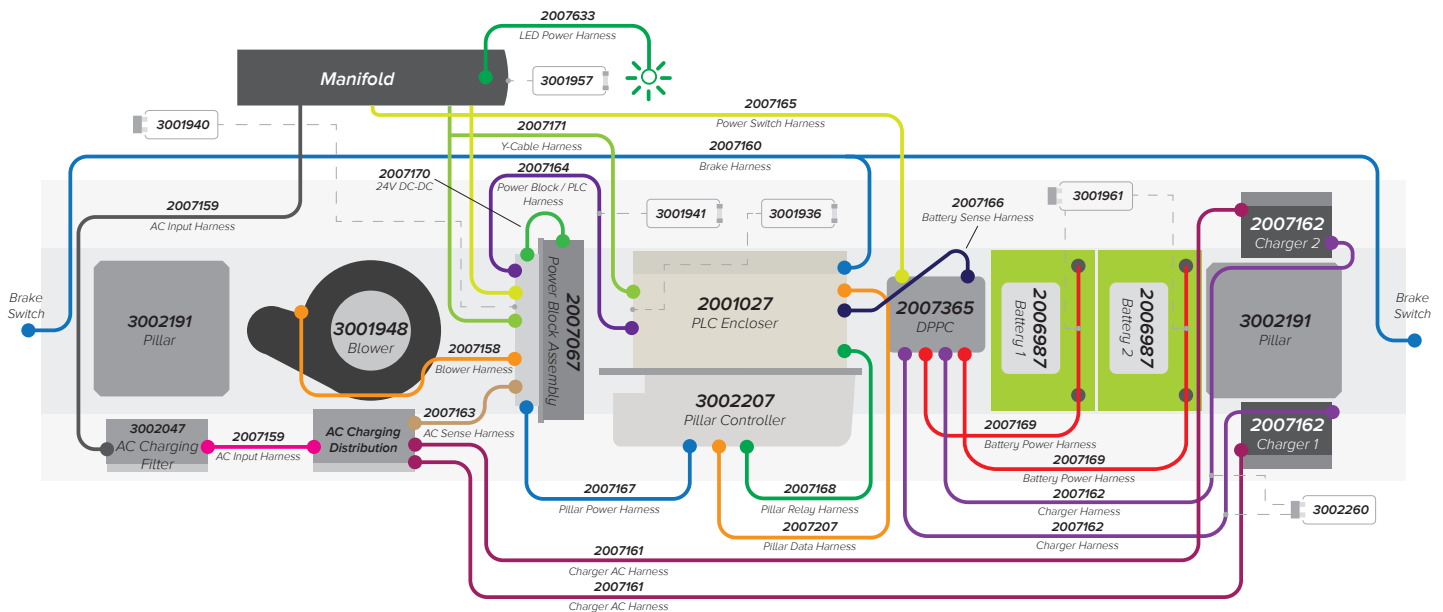 2007633
LED Power Harness
Manifold
3001957
3001940
2007165
Power Switch Harness
2007171
Y-Cable Harness
2007160
Brake Harness
2007170
24V DC-DC
2007164
Power Block / PLC
Harness
2007159
AC Input Harness
3001941
3001936
2007166
Battery Sense Harness
3001961
2007162
Charger 2
Brake
Switch
3002191
Pillar
3001948
Blower
2007067
Power Block Assembly
2001027
PLC Encloser
2007365
DPPC
2006987
Battery 1
2006987
Battery 2
3002191
Pillar
Brake
Switch
2007158
Blower Harness
2007163
AC Sense Harness
3002047
AC Charging
Filter
2007159
AC Input Harness
AC Charging
Distribution
3002207
Pillar Controller
2007169
Battery Power Harness
2007169
Battery Power Harness
2007162
Charger 1
2007167
Pillar Power Harness
2007168
Pillar Relay Harness
2007162
Charger Harness
3002260
2007207
Pillar Data Harness
2007162
Charger Harness
2007161
Charger AC Harness
2007161
Charger AC Harness